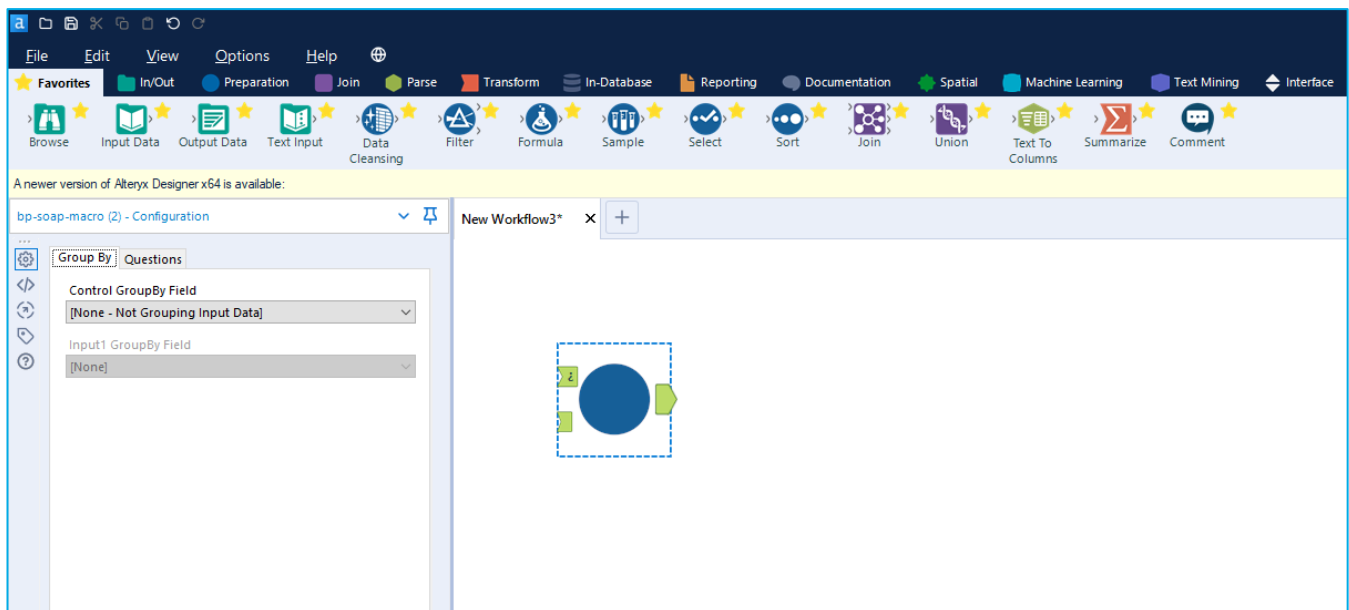 a
File Edit View Options Help
Favorites In/Out Preparation Join Parse Transform In-Database Reporting Documentation Spatial Machine Learning Text Mining Interface
Browse Input Data Output Data Text Input Data Cleansing Filter Formula Sample Select Sort Join Union Text To Columns Summarize Comment
A newer version of Alteryx Designer x64 is available:
bp-soap-macro (2) - Configuration
New Workflow3*
Group By Questions
Control GroupBy Field
[None - Not Grouping Input Data]
Input1 GroupBy Field
[None]
¿